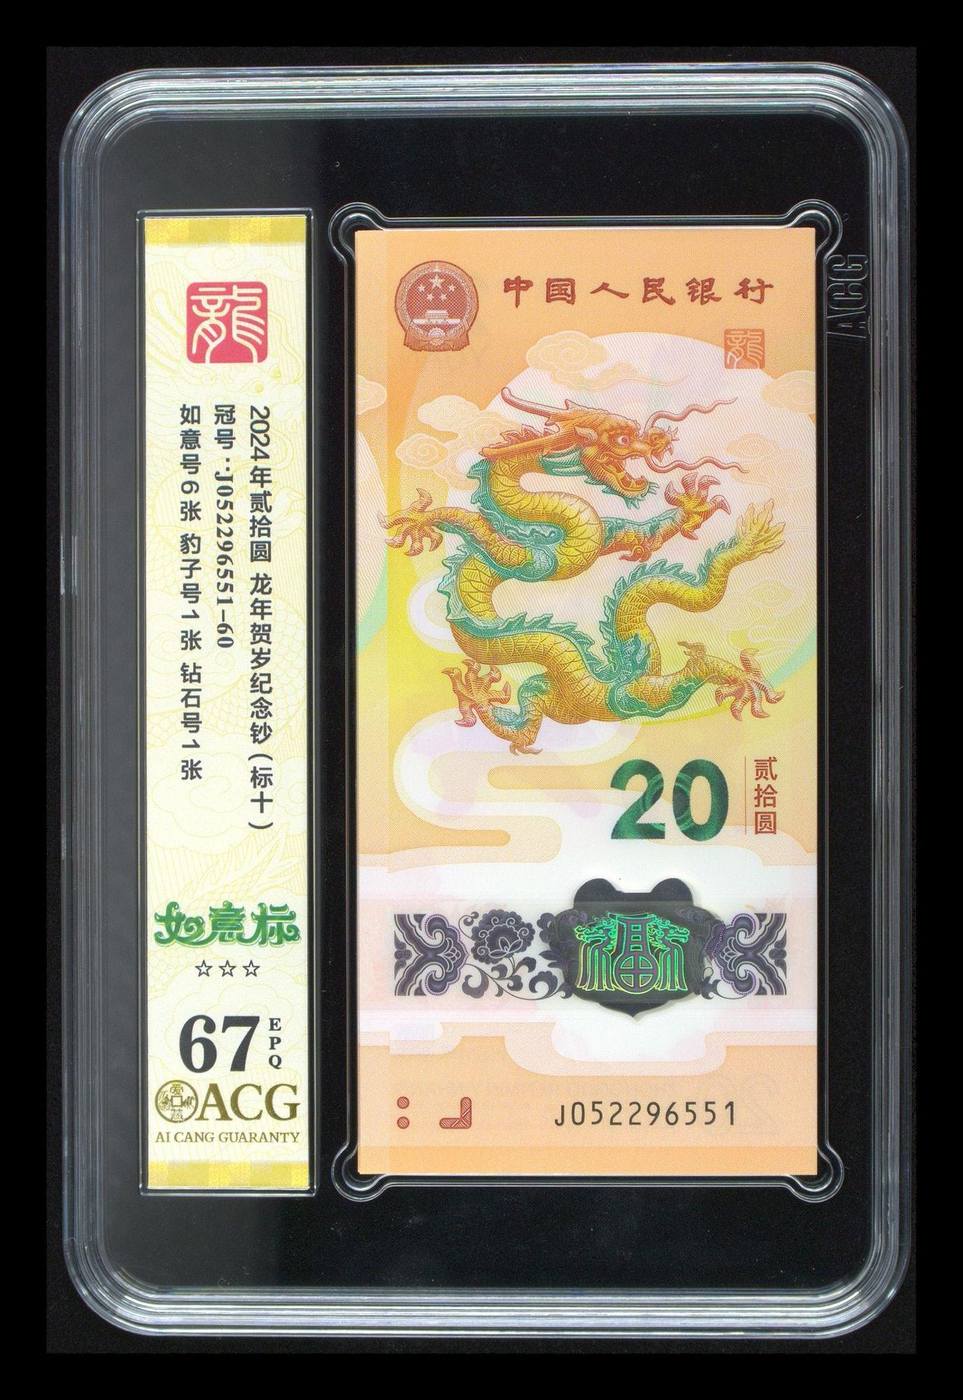 龍
2024年贰拾圆 龙年贺岁纪念钞(标十)
冠号:J052296551-60
如意号6张 豹子号1张 钻石号1张
如意标
☆☆☆
67 EPQ
ACG
AI CANG GUARANTY
中国人民银行
龍
20 贰拾圆
福
J052296551
ACG